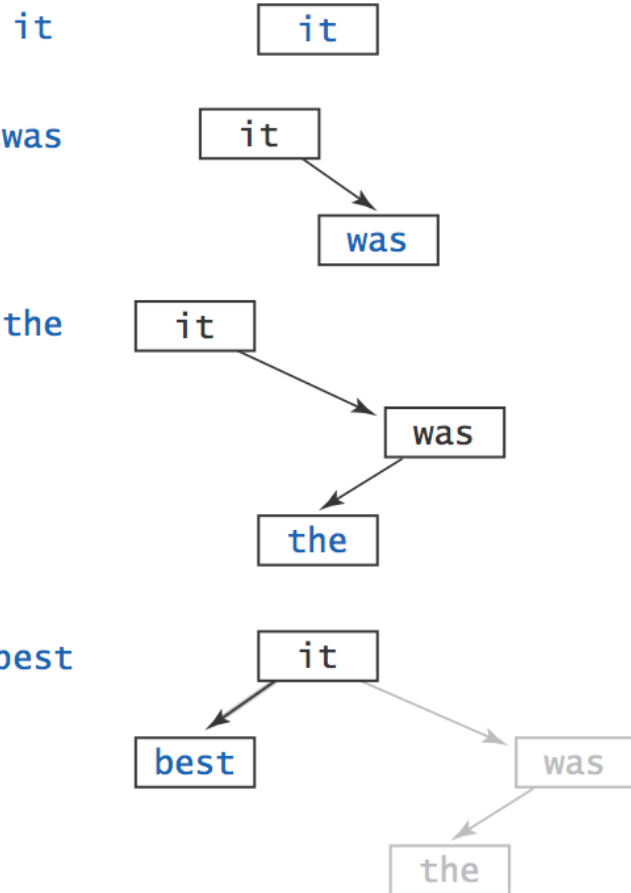 it it
was it
was
the it
was
the
best it
best was
the